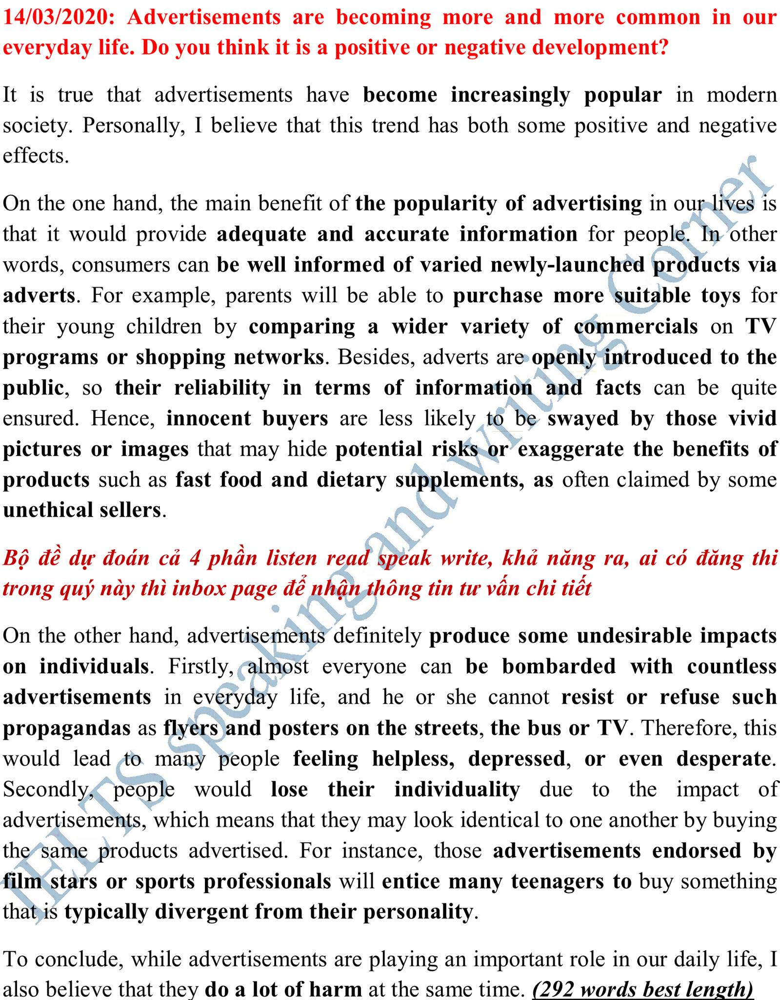 14/03/2020: Advertisements are becoming more and more common in our
everyday life. Do you think it is a positive or negative development?
It is true that advertisements have become increasingly popular in modern
society. Personally, I believe that this trend has both some positive and negative
effects.
On the one hand, the main benefit of the popularity of advertising in our lives is
that it would provide adequate and accurate information for people. In other
words, consumers can be well informed of varied newly-launched products via
adverts. For example, parents will be able to purchase more suitable toys for
their young children by comparing a wider variety of commercials on TV
programs or shopping networks. Besides, adverts are openly introduced to the
public, so their reliability in terms of information and facts can be quite
ensured. Hence, innocent buyers are less likely to be swayed by those vivid
pictures or images that may hide potential risks or exaggerate the benefits of
products such as fast food and dietary supplements, as often claimed by some
unethical sellers.
Bộ đề dự đoán cả 4 phần listen read speak write, khả năng ra, ai có đăng thi
trong quý này thì inbox page để nhận thông tin tư vấn chi tiết
On the other hand, advertisements definitely produce some undesirable impacts
on individuals. Firstly, almost everyone can be bombarded with countless
advertisements in everyday life, and he or she cannot resist or refuse such
propagandas as flyers and posters on the streets, the bus or TV. Therefore, this
would lead to many people feeling helpless, depressed, or even desperate.
Secondly, people would lose their individuality due to the impact of
advertisements, which means that they may look identical to one another by buying
the same products advertised. For instance, those advertisements endorsed by
film stars or sports professionals will entice many teenagers to buy something
that is typically divergent from their personality.
To conclude, while advertisements are playing an important role in our daily life, I
also believe that they do a lot of harm at the same time. (292 words best length)
IELTS speaking and writing Corner